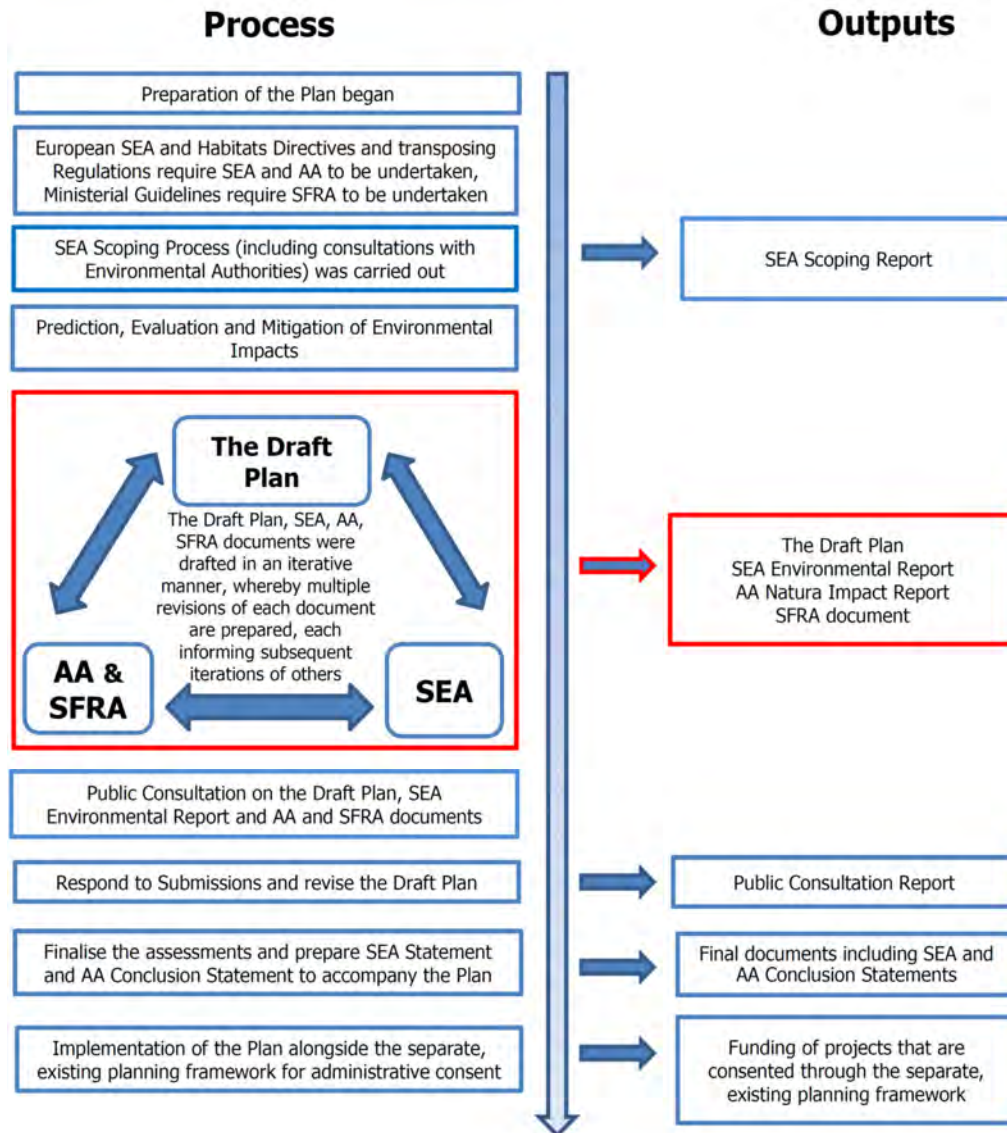 Process
Outputs
Preparation of the Plan began
European SEA and Habitats Directives and transposing
Regulations require SEA and AA to be undertaken,
Ministerial Guidelines require SFRA to be undertaken
SEA Scoping Process (including consultations with
Environmental Authorities) was carried out
SEA Scoping Report
Prediction, Evaluation and Mitigation of Environmental
Impacts
The Draft
Plan
The Draft Plan, SEA, AA,
SFRA documents were
drafted in an iterative
manner, whereby multiple
revisions of each document
are prepared, each
informing subsequent
iterations of others
AA &
SFRA
SEA
The Draft Plan
SEA Environmental Report
AA Natura Impact Report
SFRA document
Public Consultation on the Draft Plan, SEA
Environmental Report and AA and SFRA documents
Respond to Submissions and revise the Draft Plan
Public Consultation Report
Finalise the assessments and prepare SEA Statement
and AA Conclusion Statement to accompany the Plan
Final documents including SEA and
AA Conclusion Statements
Implementation of the Plan alongside the separate,
existing planning framework for administrative consent
Funding of projects that are
consented through the separate,
existing planning framework